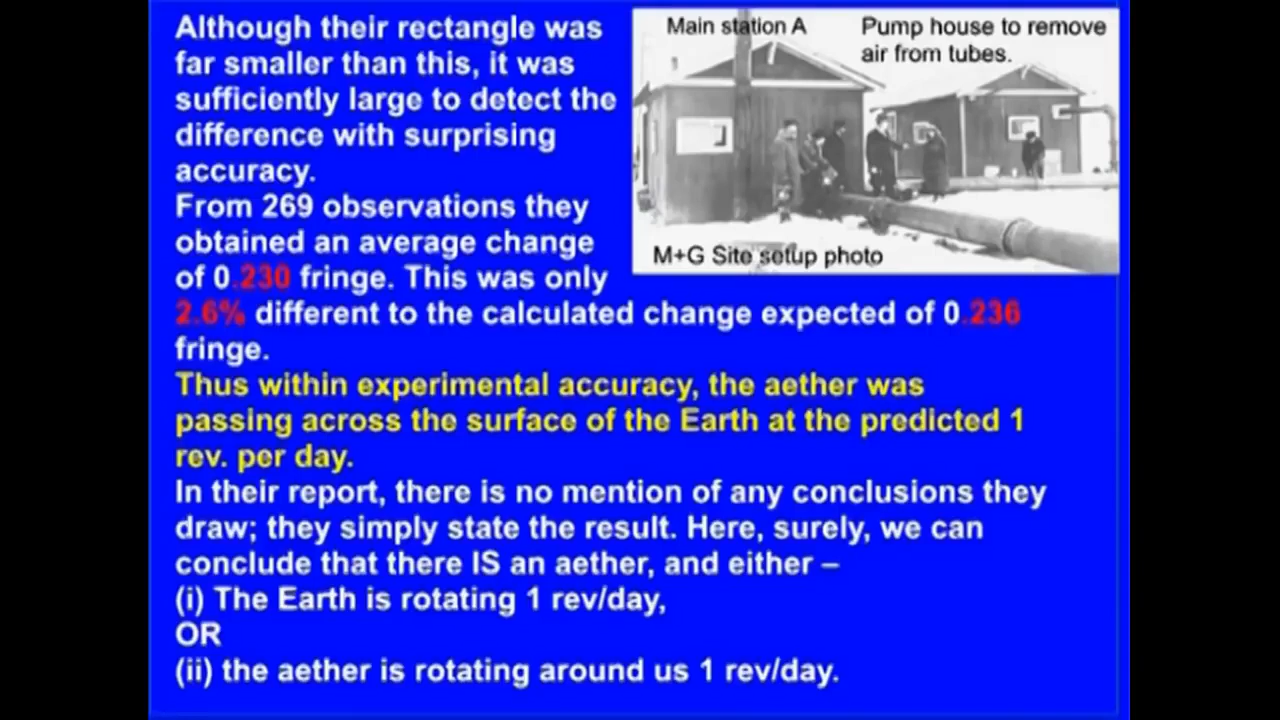 Although their rectangle was
far smaller than this, it was
sufficiently large to detect the
difference with surprising
accuracy.
From 269 observations they
obtained an average change
of 0.230 fringe. This was only
2.6% different to the calculated change expected of 0.236
fringe.
Thus within experimental accuracy, the aether was
passing across the surface of the Earth at the predicted 1
rev. per day.
In their report, there is no mention of any conclusions they
draw; they simply state the result. Here, surely, we can
conclude that there IS an aether, and either –
(i) The Earth is rotating 1 rev/day,
OR
(ii) the aether is rotating around us 1 rev/day.
Main station A
Pump house to remove
air from tubes.
M+G Site setup photo